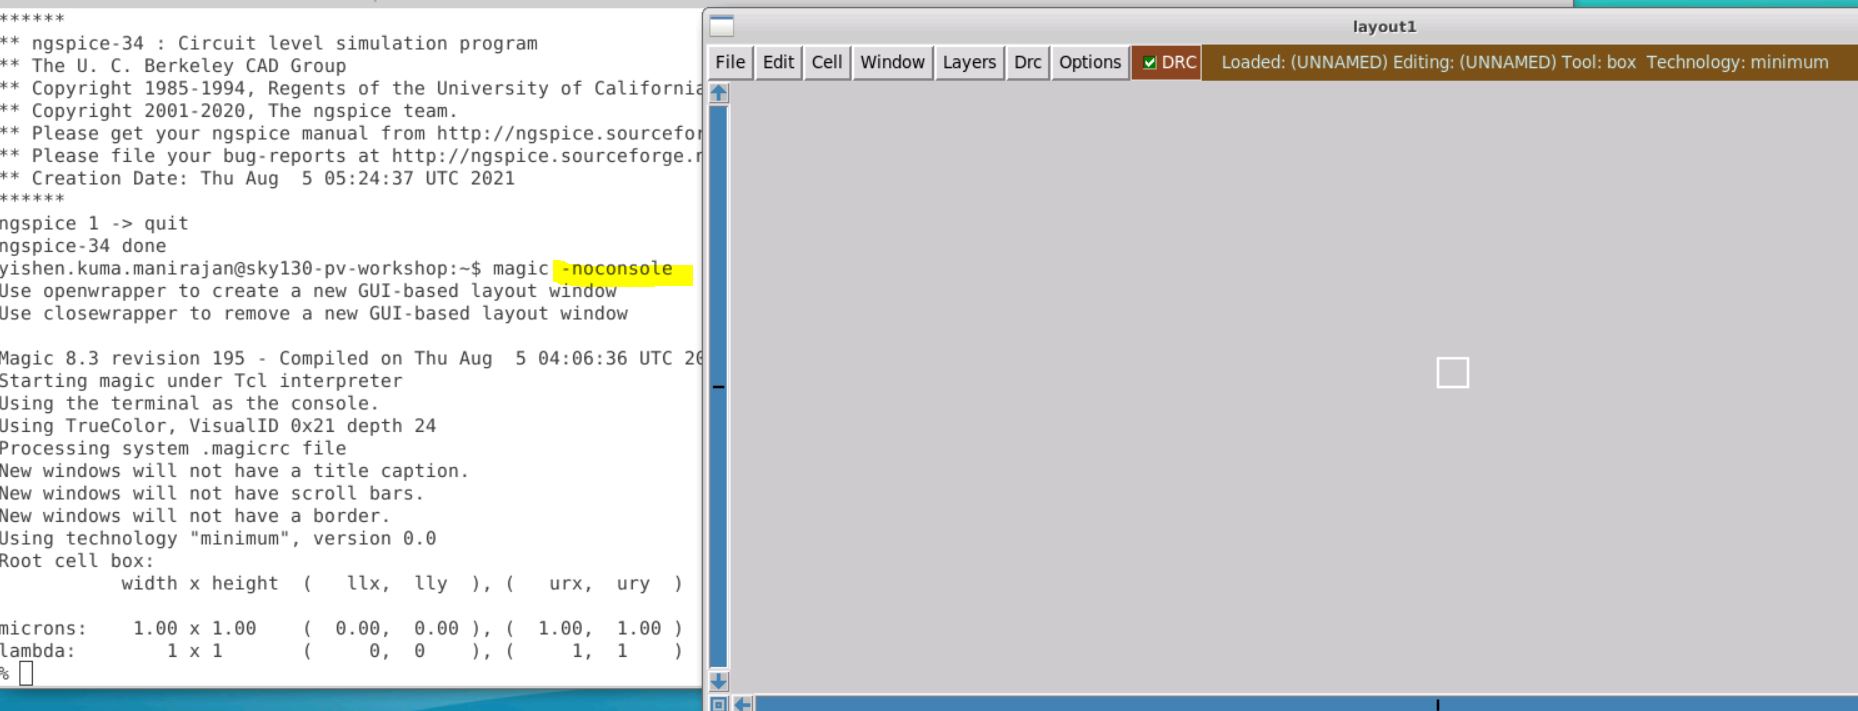 ******
** ngspice-34 : Circuit level simulation program
** The U. C. Berkeley CAD Group
** Copyright 1985-1994, Regents of the University of California
** Copyright 2001-2020, The ngspice team.
** Please get your ngspice manual from http://ngspice.sourcefor
** Please file your bug-reports at http://ngspice.sourceforge.
** Creation Date: Thu Aug  5 05:24:37 UTC 2021
******
ngspice 1 -> quit
ngspice-34 done
yishen.kuma.manirajan@sky130-pv-workshop:~$ magic -noconsole
Use openwrapper to create a new GUI-based layout window
Use closewrapper to remove a new GUI-based layout window
Magic 8.3 revision 195 - Compiled on Thu Aug  5 04:06:36 UTC 20
Starting magic under Tcl interpreter
Using the terminal as the console.
Using TrueColor, VisualID 0x21 depth 24
Processing system .magicrc file
New windows will not have a title caption.
New windows will not have scroll bars.
New windows will not have a border.
Using technology "minimum", version 0.0
Root cell box:
width x height  (   llx,  lly  ), (   urx,  ury  )
microns:    1.00 x 1.00    (  0.00,  0.00 ), (  1.00,  1.00 )
lambda:       1 x 1       (     0,  0    ), (     1,  1    )
%
layout1
File Edit Cell Window Layers Drc Options DRC Loaded: (UNNAMED) Editing: (UNNAMED) Tool: box  Technology: minimum